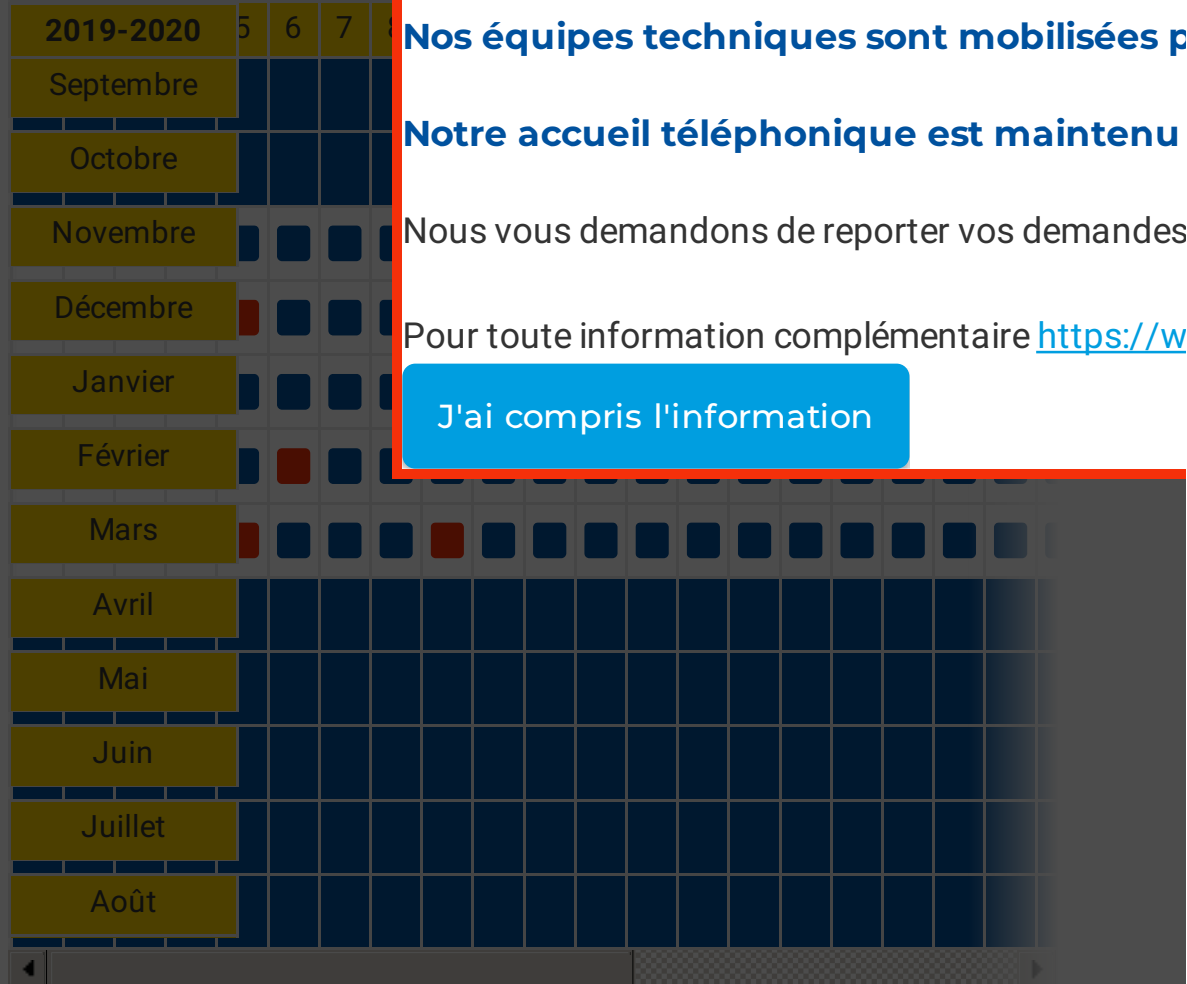 2019-2020 5 6 7 8
Nos équipes techniques sont mobilisées
Septembre
Notre accueil téléphonique est maintenu
Octobre
Novembre
Nous vous demandons de reporter vos demandes
Décembre
Pour toute information complémentaire https://w
Janvier
J'ai compris l'information
Février
Mars
Avril
Mai
Juin
Juillet
Août